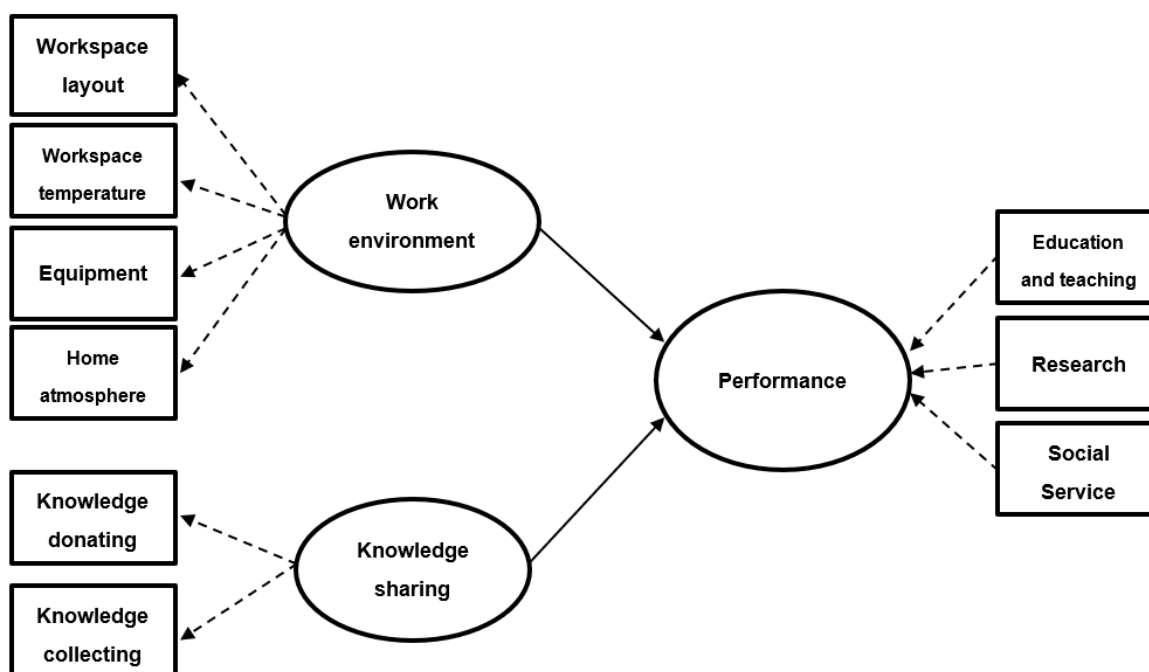 Workspace
layout
Workspace
temperature
Equipment
Home
atmosphere
Work
environment
Knowledge
donating
Knowledge
collecting
Knowledge
sharing
Performance
Education
and teaching
Research
Social
Service